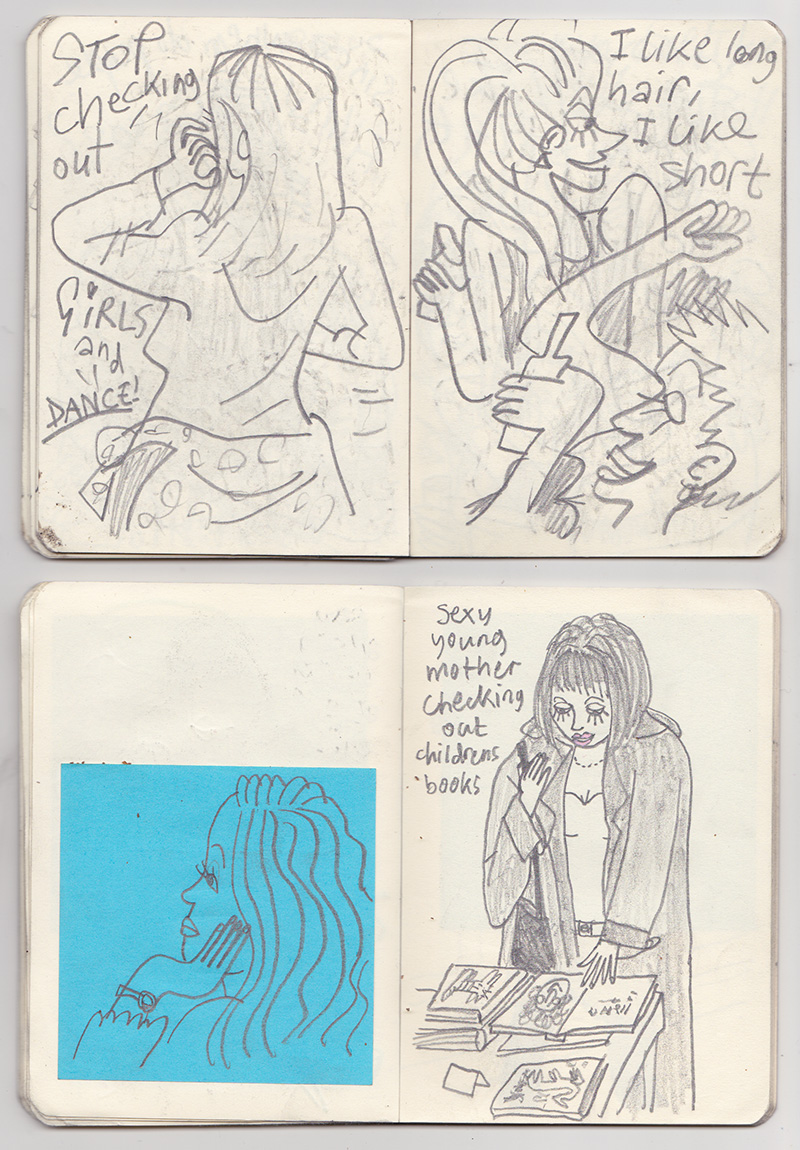 STOP
checking
out
GiRLS
and
DANCE!
I like long
hair,
I like
short
sexy
young
mother
checking
out
childrens
books